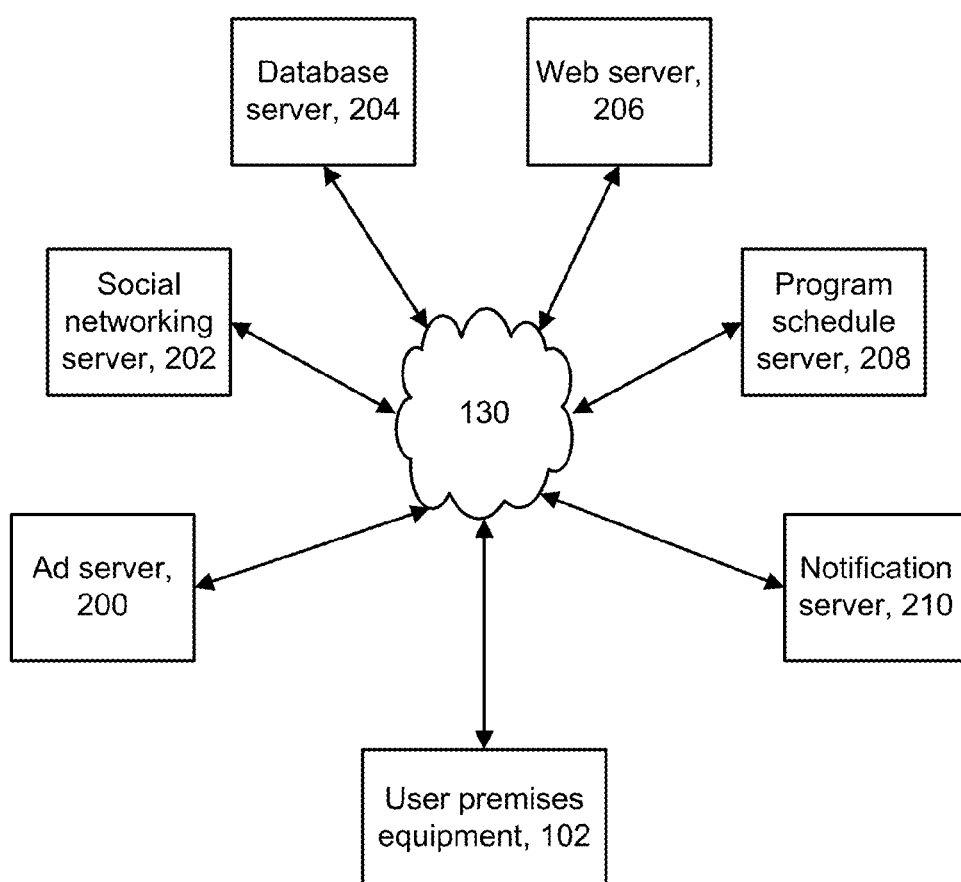 Database
server, 204
Web server,
206
Social
networking
server, 202
Program
schedule
server, 208
130
Ad server,
200
Notification
server, 210
User premises
equipment, 102